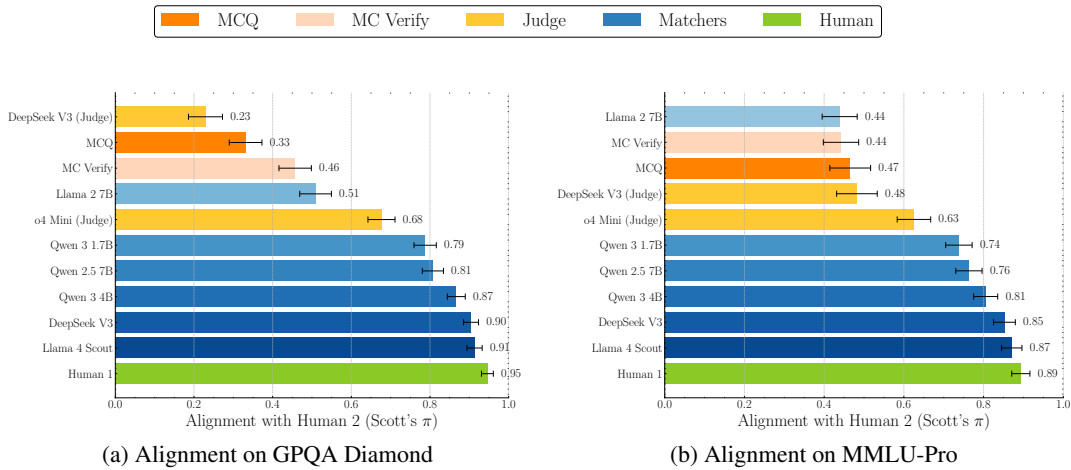 MCQ MC Verify Judge Matchers Human
DeepSeek V3 (Judge) 0.23
MCQ 0.33
MC Verify 0.46
Llama 2 7B 0.51
o4 Mini (Judge) 0.68
Qwen 3 1.7B 0.79
Qwen 2.5 7B 0.81
Qwen 3 4B 0.87
DeepSeek V3 0.90
Llama 4 Scout 0.91
Human 1 0.95
0.0 0.2 0.4 0.6 0.8 1.0
Alignment with Human 2 (Scott's π)
(a) Alignment on GPQA Diamond
Llama 2 7B 0.44
MC Verify 0.44
MCQ 0.47
DeepSeek V3 (Judge) 0.48
o4 Mini (Judge) 0.63
Qwen 3 1.7B 0.74
Qwen 2.5 7B 0.76
Qwen 3 4B 0.81
DeepSeek V3 0.85
Llama 4 Scout 0.87
Human 1 0.89
0.0 0.2 0.4 0.6 0.8 1.0
Alignment with Human 2 (Scott's π)
(b) Alignment on MMLU-Pro